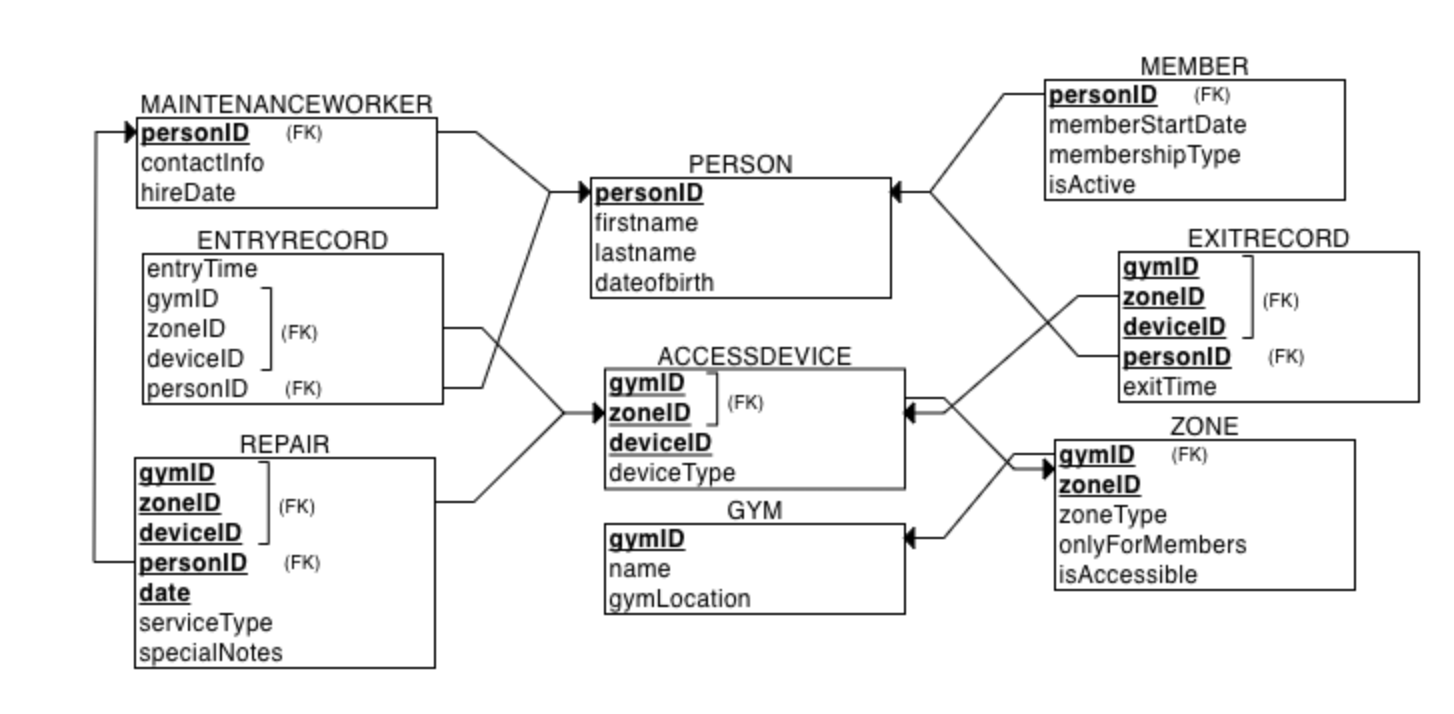 MAINTENANCEWORKER
personID (FK)
contactInfo
hireDate
ENTRYRECORD
entryTime
gymID
zoneID
deviceID
(FK)
personID (FK)
REPAIR
gymID
zoneID
deviceID
(FK)
personID (FK)
date
serviceType
specialNotes
PERSON
personID
firstname
lastname
dateofbirth
ACCESSDEVICE
gymID
zoneID
(FK)
deviceID
deviceType
GYM
gymID
name
gymLocation
MEMBER
personID (FK)
memberStartDate
membershipType
isActive
EXITRECORD
gymID
zoneID
deviceID
(FK)
personID (FK)
exitTime
ZONE
gymID (FK)
zoneID
zoneType
onlyForMembers
isAccessible